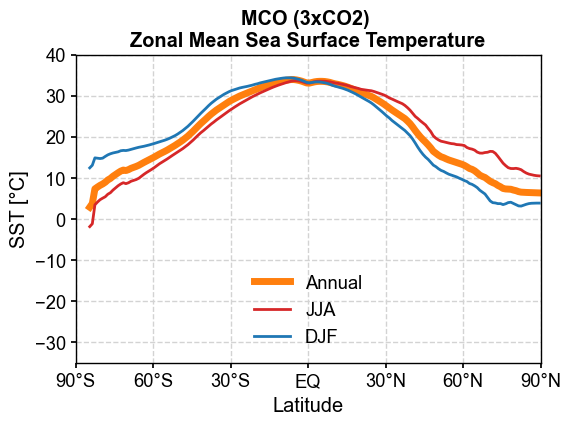 MCO (3xCO2)
Zonal Mean Sea Surface Temperature
40
30
20
10
0
−10
−20
−30
SST [°C]
Annual
JJA
DJF
90°S 60°S 30°S EQ 30°N 60°N 90°N
Latitude